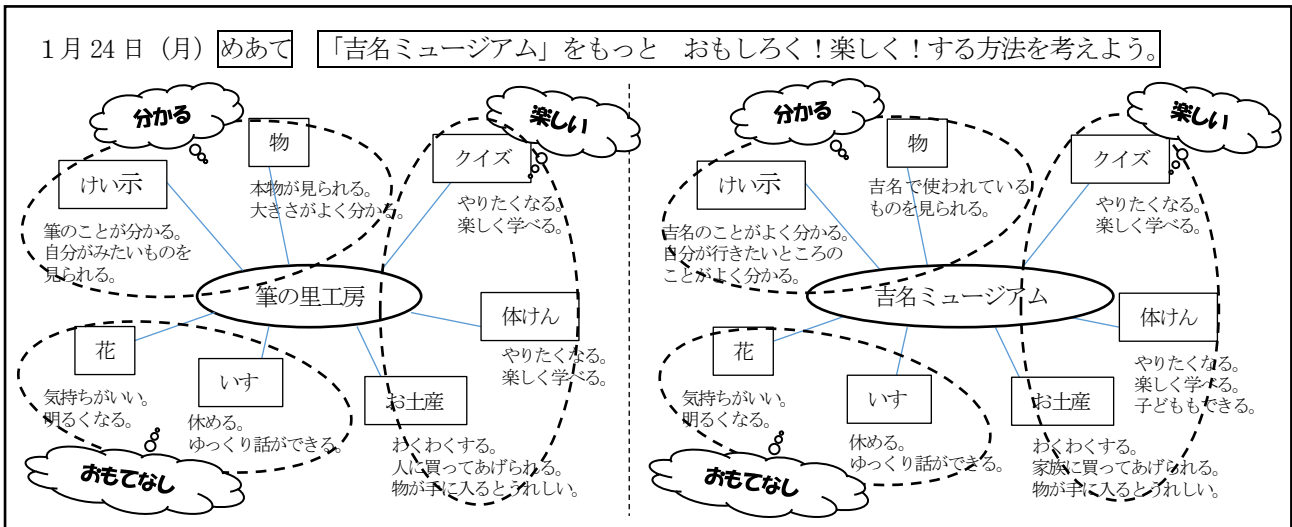 1月24日（月） めあて 「吉名ミュージアム」をもっと　おもしろく！楽しく！する方法を考えよう。
分かる
楽しい
物
本物が見られる。
大きさがよく分かる。
けい示
筆のことが分かる。
自分がみたいものを
見られる。
クイズ
やりたくなる。
楽しく学べる。
筆の里工房
体けん
やりたくなる。
楽しく学べる。
花
気持ちがいい。
明るくなる。
いす
休める。
ゆっくり話ができる。
お土産
わくわくする。
人に買ってあげられる。
物が手に入るとうれしい。
おもてなし
分かる
楽しい
物
吉名で使われている
ものを見られる。
けい示
吉名のことがよく分かる。
自分が行きたいところの
ことがよく分かる。
クイズ
やりたくなる。
楽しく学べる。
吉名ミュージアム
体けん
やりたくなる。
楽しく学べる。
子どももできる。
花
気持ちがいい。
明るくなる。
いす
休める。
ゆっくり話ができる。
お土産
わくわくする。
家族に買ってあげられる。
物が手に入るとうれしい。
おもてなし